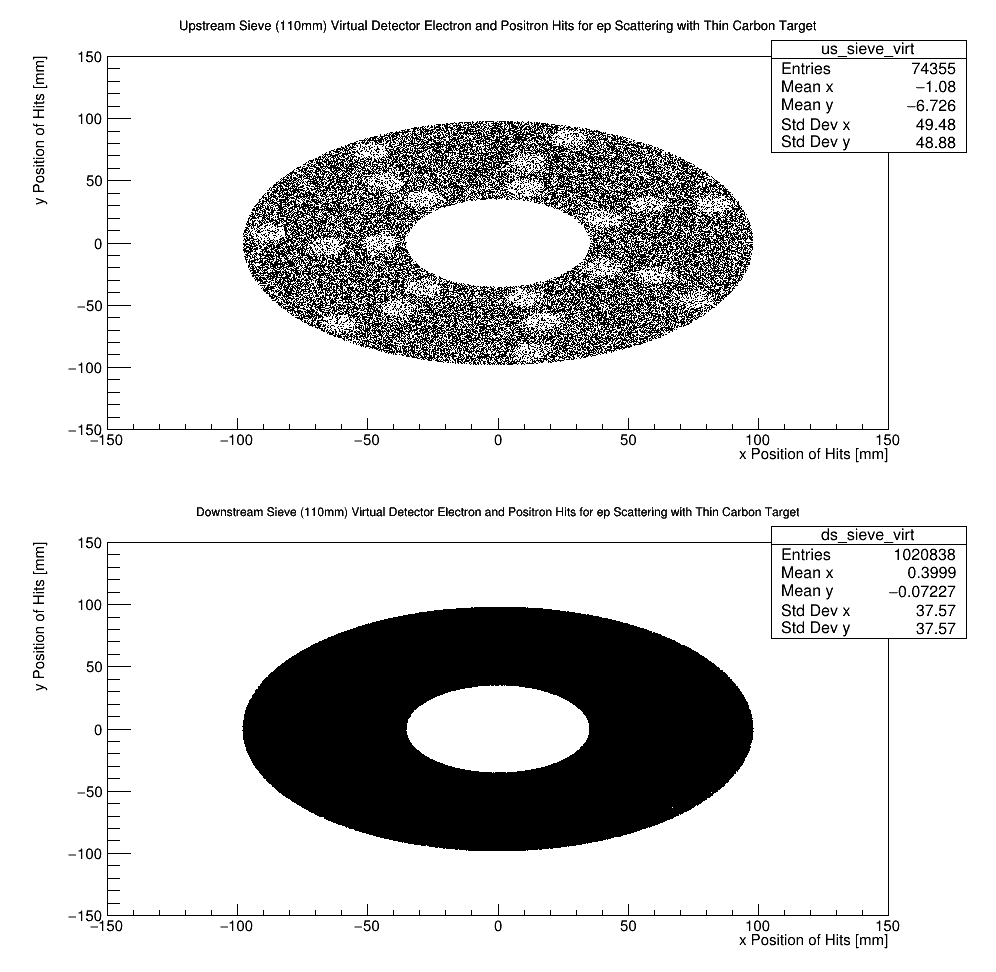 Upstream Sieve (110mm) Virtual Detector Electron and Positron Hits for ep Scattering with Thin Carbon Target
us_sieve_virt
Entries 74355
Mean x −1.08
Mean y −6.726
Std Dev x 49.48
Std Dev y 48.88
y Position of Hits [mm]
150
100
50
0
−50
−100
−150
−150 −100 −50 0 50 100 150
x Position of Hits [mm]
Downstream Sieve (110mm) Virtual Detector Electron and Positron Hits for ep Scattering with Thin Carbon Target
ds_sieve_virt
Entries 1020838
Mean x 0.3999
Mean y −0.07227
Std Dev x 37.57
Std Dev y 37.57
y Position of Hits [mm]
150
100
50
0
−50
−100
−150
−150 −100 −50 0 50 100 150
x Position of Hits [mm]